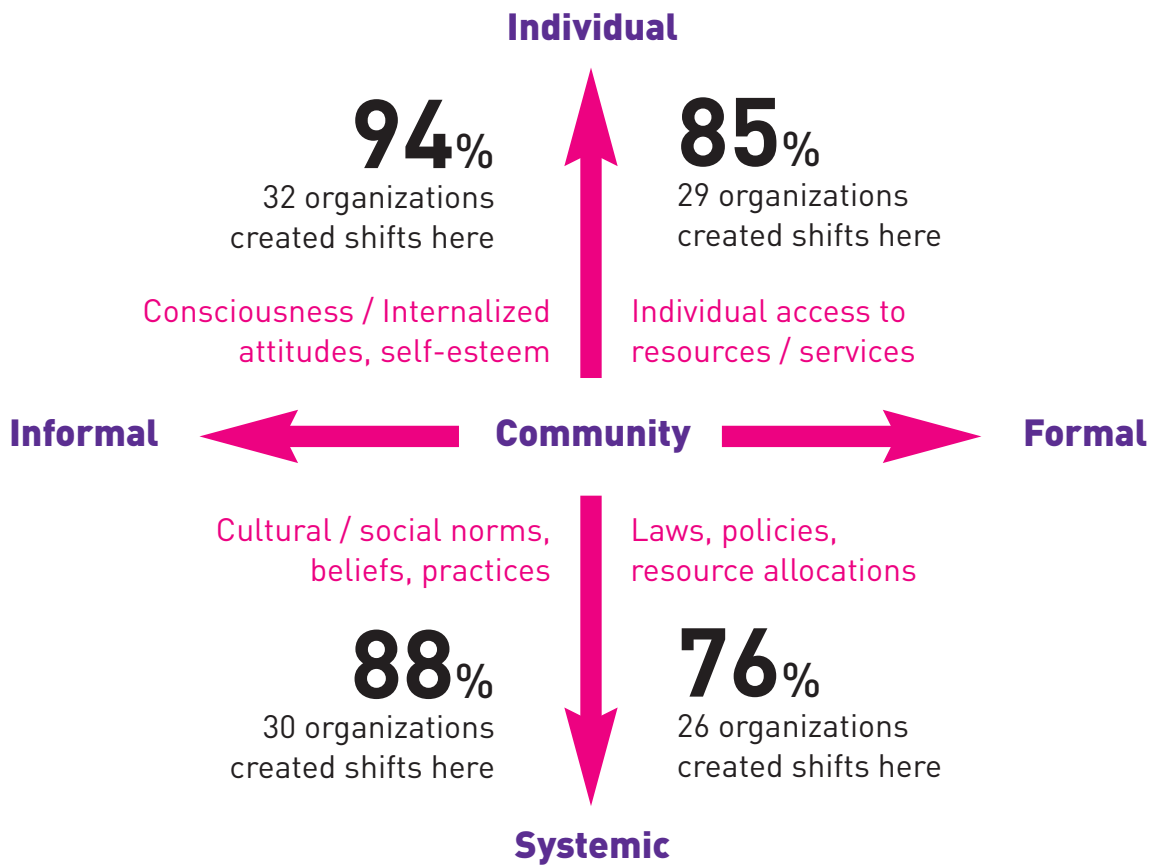 Individual
94%
32 organizations
created shifts here
85%
29 organizations
created shifts here
Consciousness / Internalized
attitudes, self-esteem
Individual access to
resources / services
Informal
Community
Formal
Cultural / social norms,
beliefs, practices
Laws, policies,
resource allocations
88%
30 organizations
created shifts here
76%
26 organizations
created shifts here
Systemic